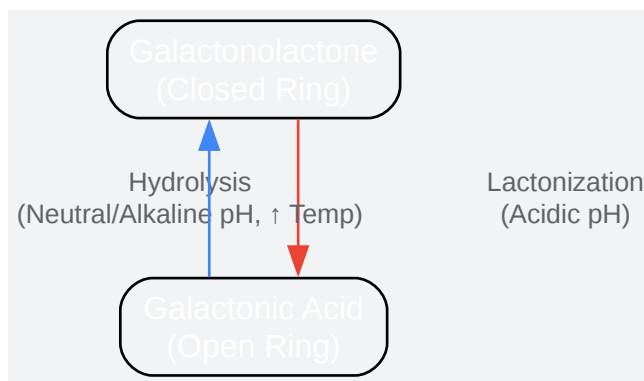 Galactonolactone
(Closed Ring)
Hydrolysis
(Neutral/Alkaline pH, ↑ Temp)
Lactonization
(Acidic pH)
Galactonic Acid
(Open Ring)